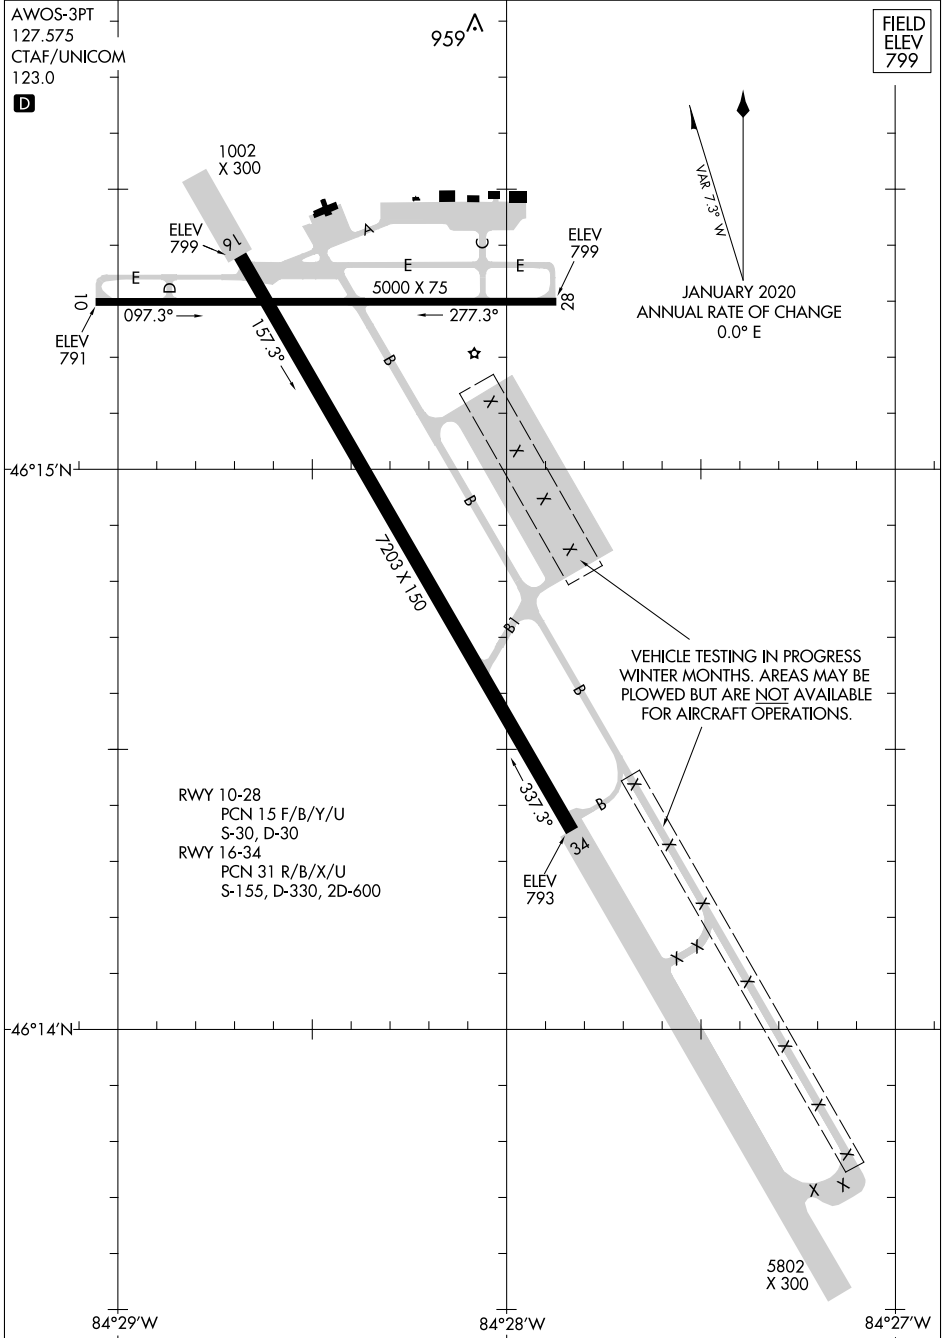 AWOS-3PT
127.575
CTAF/UNICOM
123.0
D
959
FIELD
ELEV
799
1002
X 300
VAR 7.3° W
JANUARY 2020
ANNUAL RATE OF CHANGE
0.0° E
ELEV
799
16
A
C
ELEV
799
E
D
E
E
5000 X 75
10
28
097.3°
277.3°
ELEV
791
157.3°
B
46°15'N
B
7203 X 150
B1
VEHICLE TESTING IN PROGRESS
WINTER MONTHS. AREAS MAY BE
PLOWED BUT ARE NOT AVAILABLE
FOR AIRCRAFT OPERATIONS.
B
RWY 10-28
PCN 15 F/B/Y/U
S-30, D-30
RWY 16-34
PCN 31 R/B/X/U
S-155, D-330, 2D-600
337.3°
B
34
ELEV
793
46°14'N
5802
X 300
84°29'W
84°28'W
84°27'W